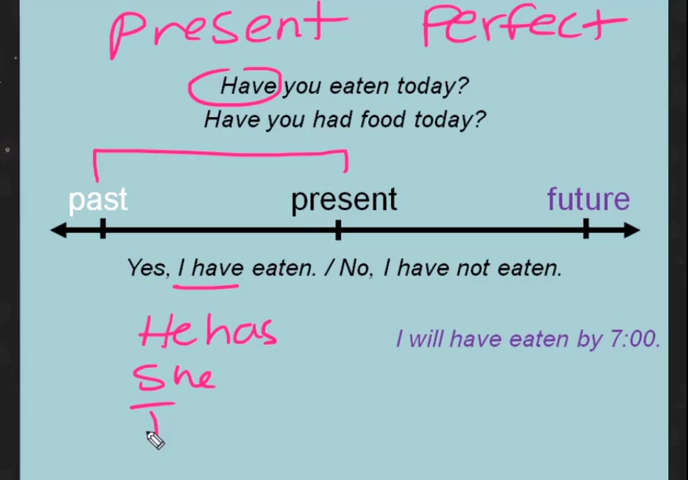 Present Perfect
Have you eaten today?
Have you had food today?
past present future
Yes, I have eaten. / No, I have not eaten.
He has
I will have eaten by 7:00.
She